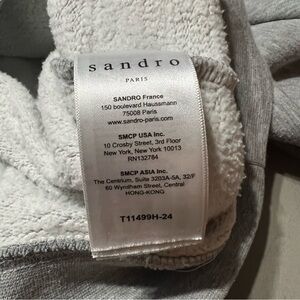 sandro
PARIS
SANDRO France
150 boulevard Haussmann
75008 Paris
www.sandro-paris.com
SMCP USA Inc.
10 Crosby Street, 3rd Floor
New York, New York 10013
RN132784
SMCP ASIA Inc.
The Centrium, Suite 3203A-5A, 32/F
60 Wyndham Street, Central
HONG-KONG
T11499H-24